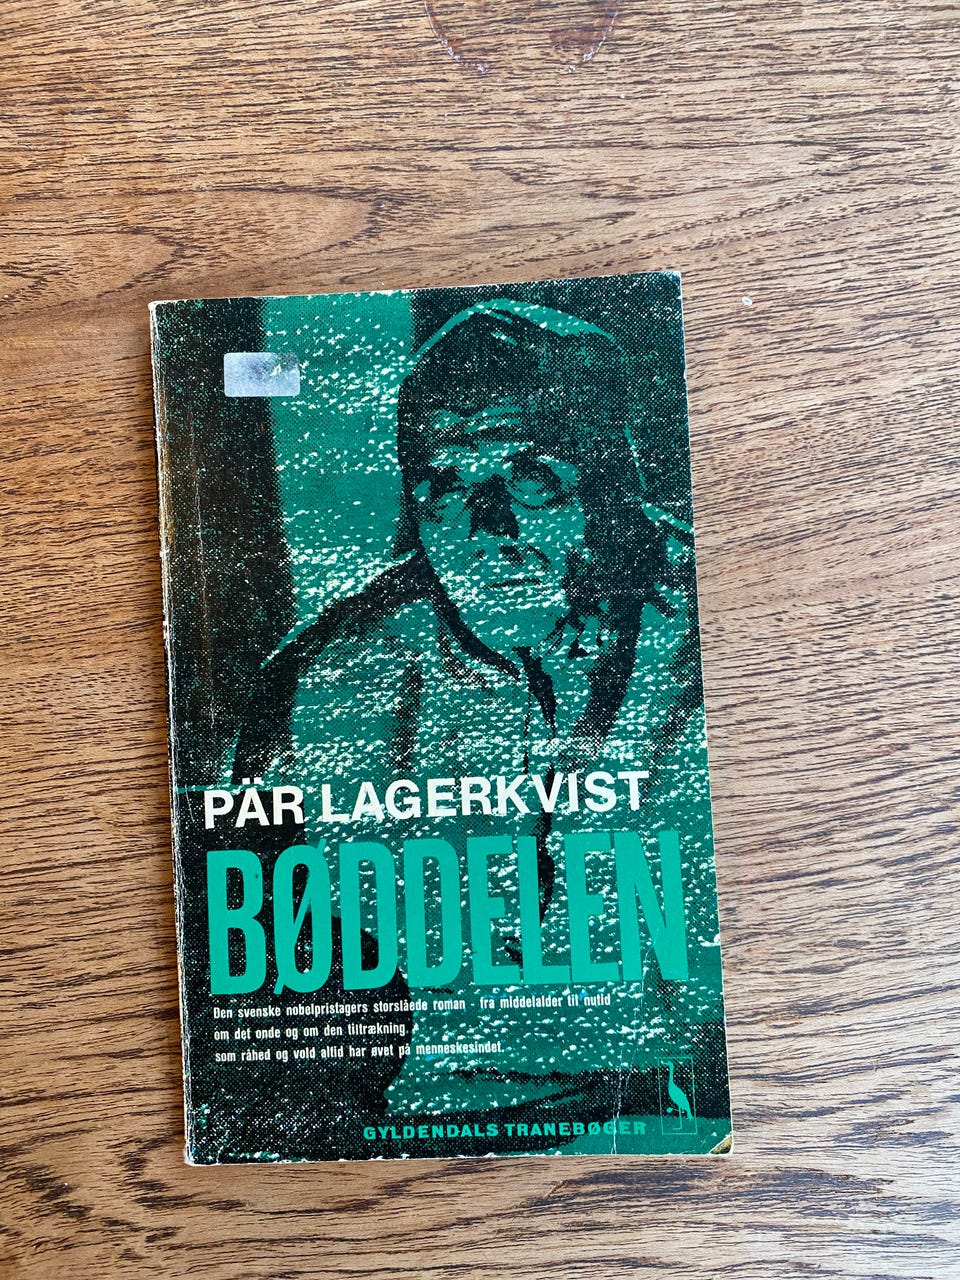 PÄR LAGERKVIST
BØDDELEN
Den svenske nobelpristagers storslåede roman - fra middelalder til nutid
om det onde og om den tiltrækning,
som råhed og vold altid har øvet på menneskesindet.
GYLDENDALS TRANEBØGER